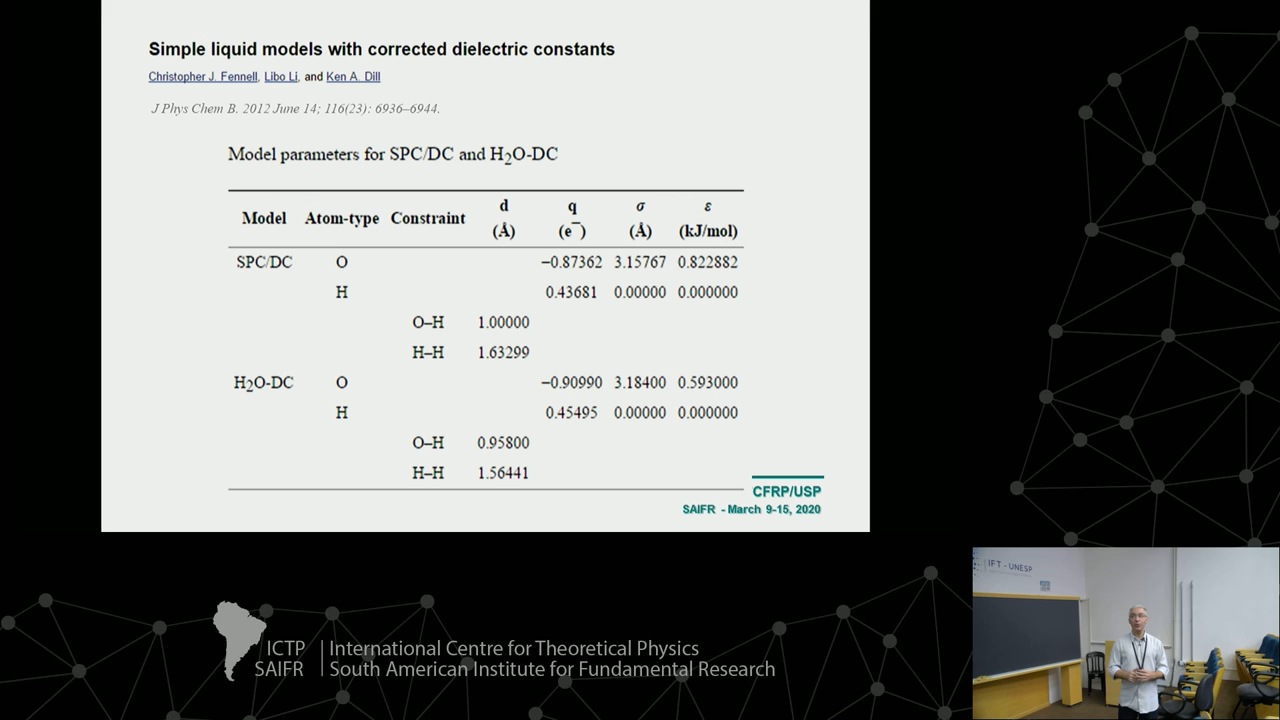 Simple liquid models with corrected dielectric constants
Christopher J. Fennell, Libo Li, and Ken A. Dill
J Phys Chem B. 2012 June 14; 116(23): 6936–6944.
Model parameters for SPC/DC and H2O-DC
Model Atom-type Constraint d (Å) q (e⁻) σ (Å) ε (kJ/mol)
SPC/DC O −0.87362 3.15767 0.822882
H 0.43681 0.00000 0.000000
O–H 1.00000
H–H 1.63299
H2O-DC O −0.90990 3.18400 0.593000
H 0.45495 0.00000 0.000000
O–H 0.95800
H–H 1.56441
CFRP/USP
SAIFR - March 9-15, 2020
IFT - UNESP
ICTP | International Centre for Theoretical Physics
SAIFR | South American Institute for Fundamental Research